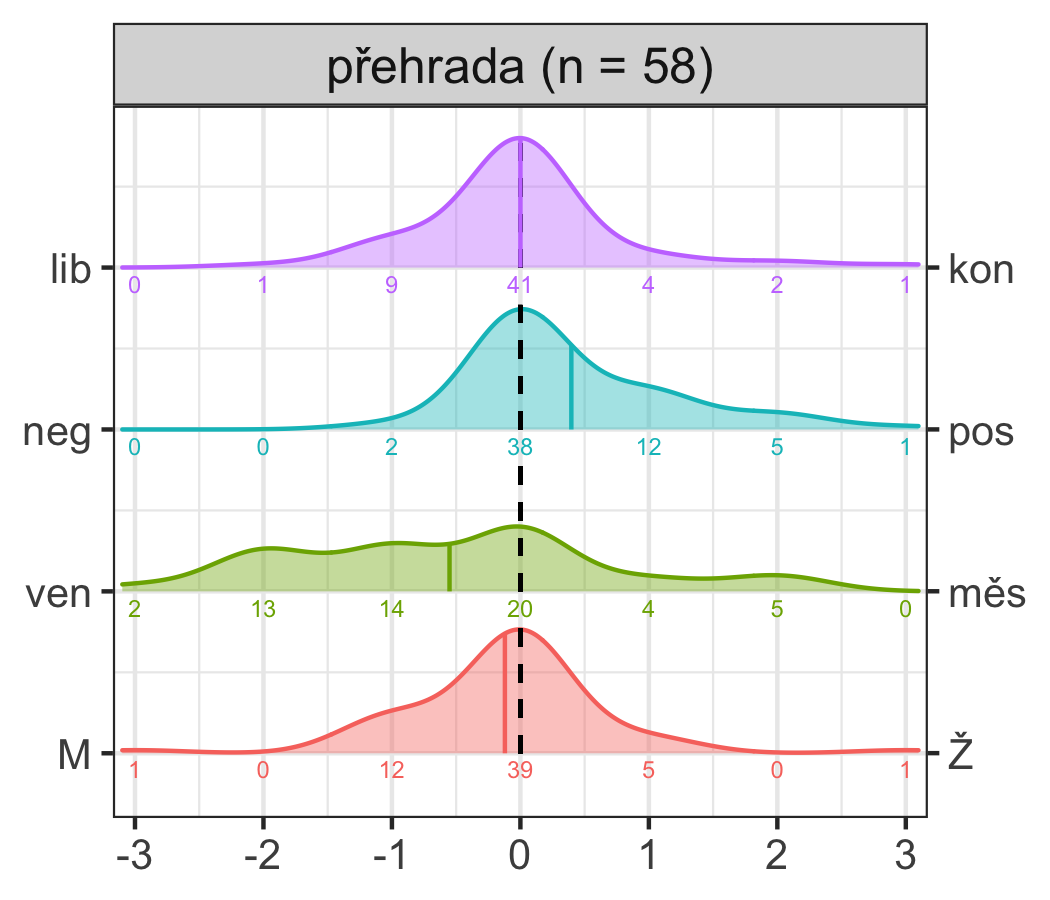 přehrada (n = 58)
lib kon
0 1 9 41 4 2 1
neg pos
0 0 2 38 12 5 1
ven měs
2 13 14 20 4 5 0
M Ž
1 0 12 39 5 0 1
-3 -2 -1 0 1 2 3